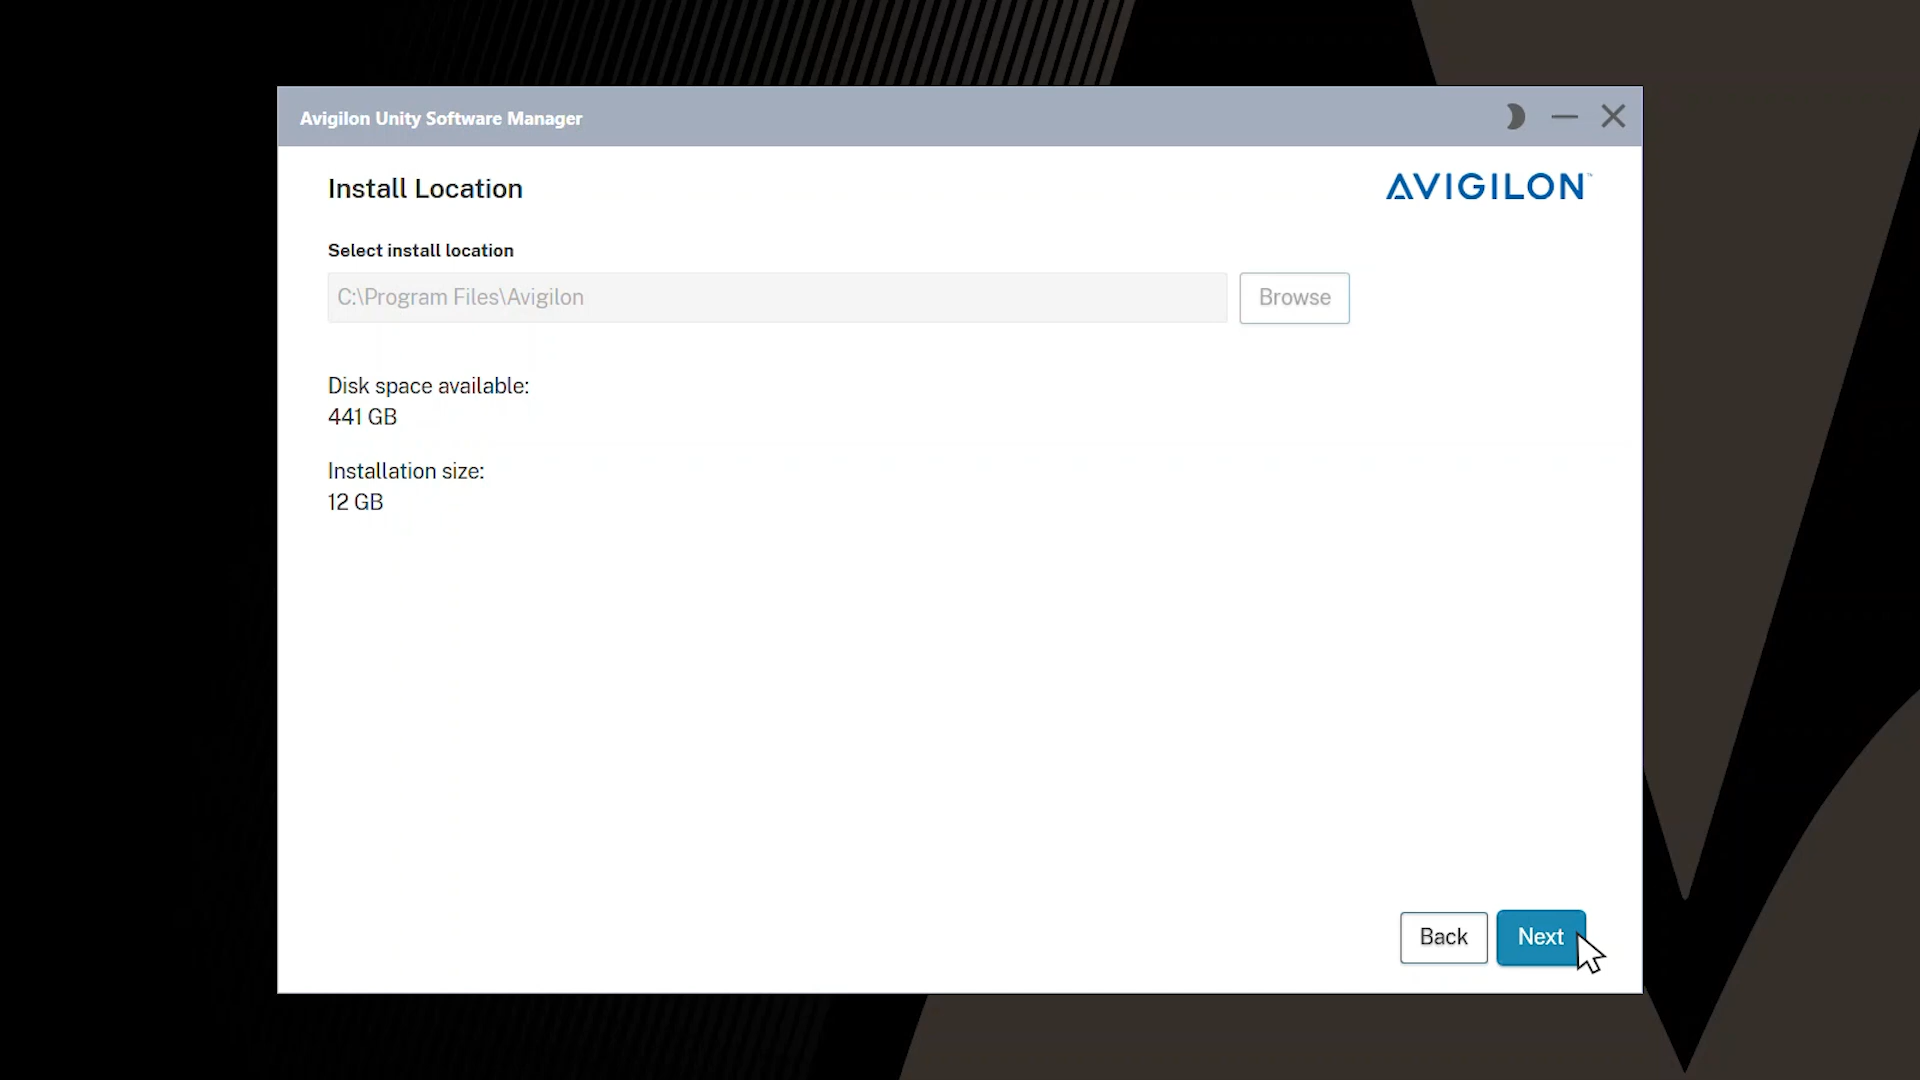 Avigilon Unity Software Manager
Install Location
AVIGILON™
Select install location
C:\Program Files\Avigilon
Browse
Disk space available:
441 GB
Installation size:
12 GB
Back
Next